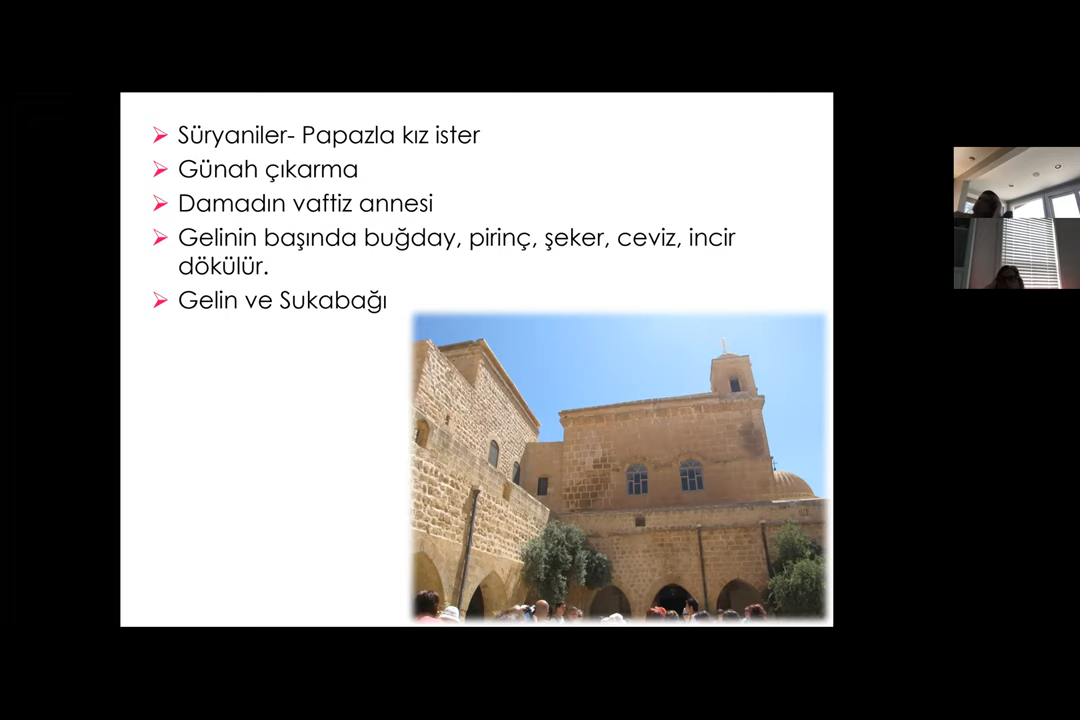 Süryaniler- Papazla kız ister
Günah çıkarma
Damadın vaftiz annesi
Gelinin başında buğday, pirinç, şeker, ceviz, incir
dökülür.
Gelin ve Sukabağı